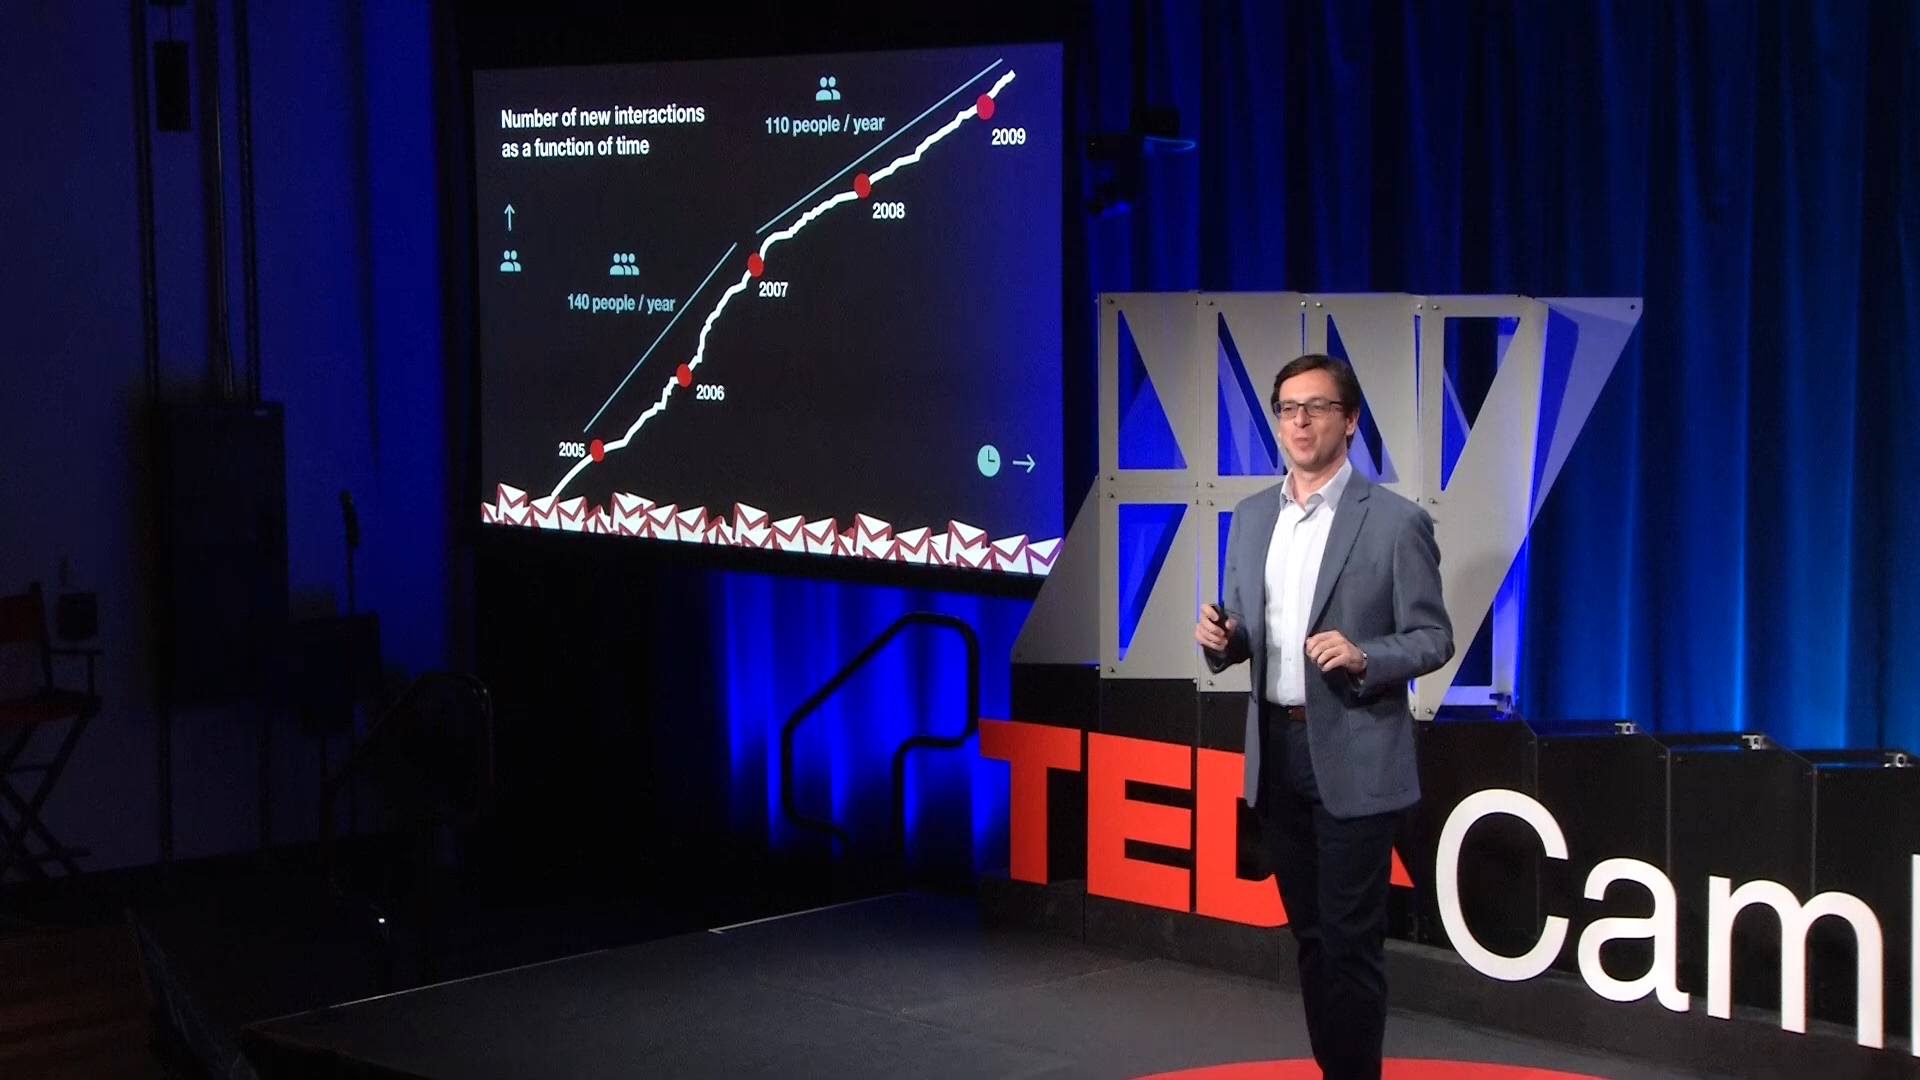 Number of new interactions
as a function of time
110 people / year
2009
2008
140 people / year
2007
2006
2005
TED
Cam